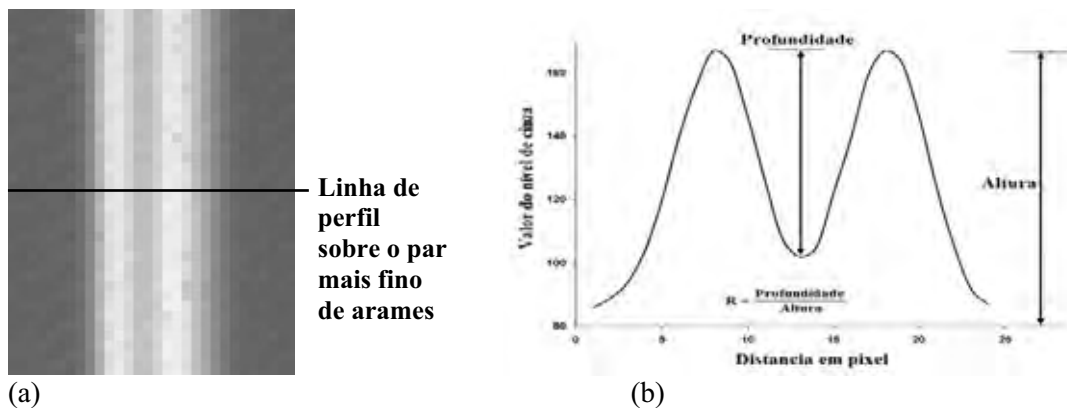 Linha de
perfil
sobre o par
mais fino
de arames
(a)
Profundidade
Valor do nível de cinza
160
140
120
100
80
Altura
R = Profundidade
Altura
0
5
10
15
20
25
Distancia em pixel
(b)